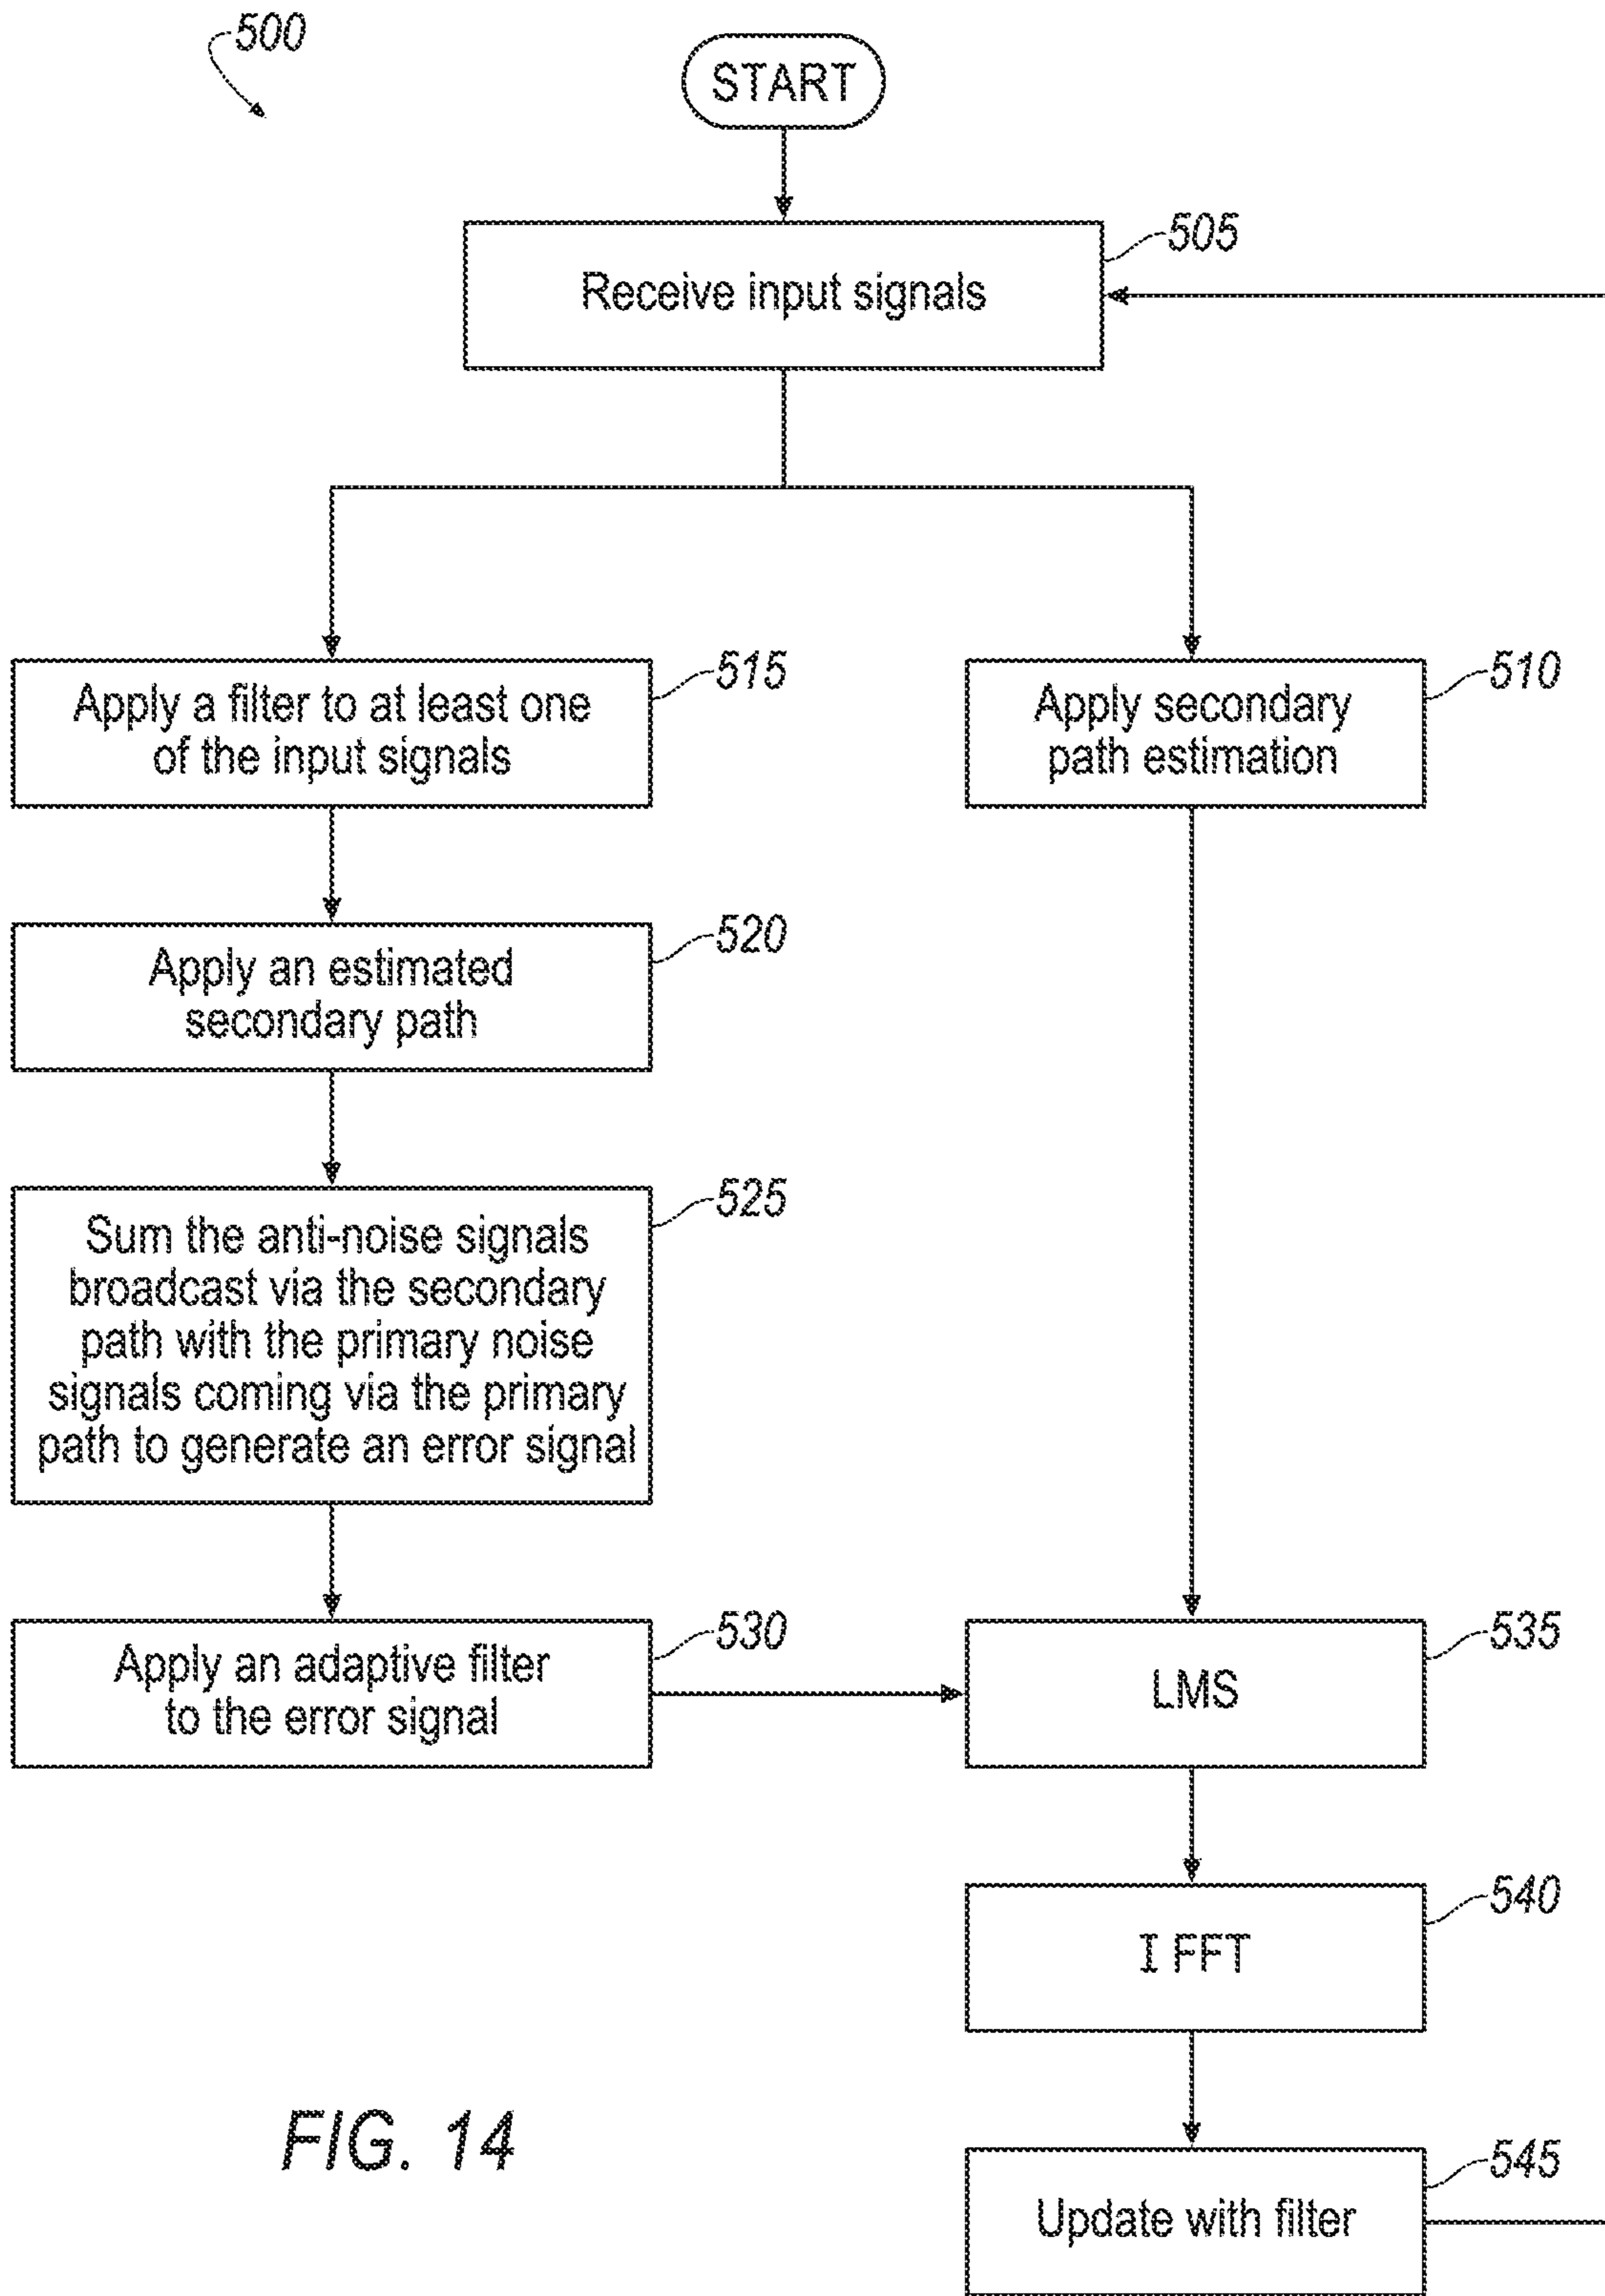 500
START
505
Receive input signals
515
Apply a filter to at least one
of the input signals
510
Apply secondary
path estimation
520
Apply an estimated
secondary path
525
Sum the anti-noise signals
broadcast via the secondary
path with the primary noise
signals coming via the primary
path to generate an error signal
530
Apply an adaptive filter
to the error signal
535
LMS
540
I FFT
545
Update with filter
FIG. 14